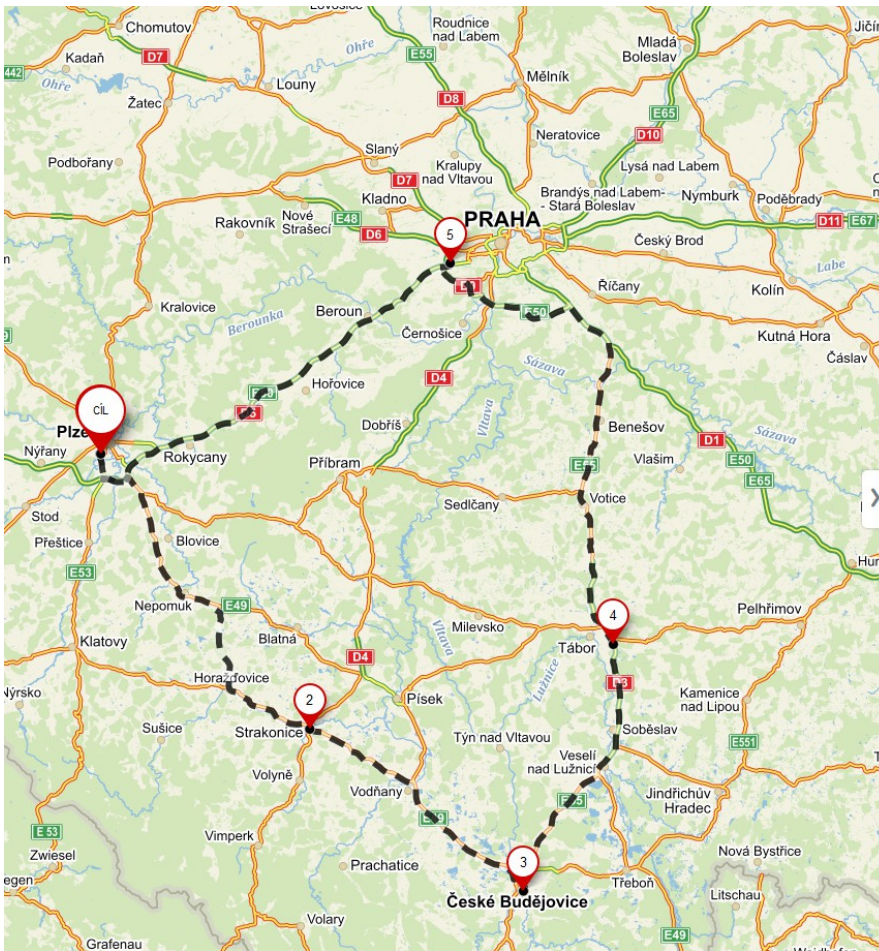 Chomutov
Roudnice
nad Labem
Mladá
Boleslav
Jičín
Kadaň
D7
Ohře
E55
E65
442
Ohře
Louny
D8
Mělník
Žatec
D10
Neratovice
Slaný
Podbořany
Kralupy
nad Vltavou
Lysá nad Labem
D7
Kladno
Brandýs nad Labem-
- Stará Boleslav
Nymburk
Poděbrady
Nové
Strašecí
E48
Rakovník
D6
5
PRAHA
D11
E67
Český Brod
Labe
Říčany
Kolín
Kralovice
Berounka
Beroun
E50
Černošice
Kutná Hora
Čáslav
Sázava
D4
Hořovice
CÍL
Dobříš
Vltava
Benešov
D1
Sázava
Nýřany
Rokycany
Příbram
Vlašim
E50
E65
Sedlčany
Votice
Stod
Přeštice
Blovice
E53
Nepomuk
E49
Pelhřimov
Milevsko
4
Blatná
Vltava
Tábor
Klatovy
D4
Lužnice
D3
Horažďovice
Písek
Kamenice
nad Lipou
Nýrsko
2
Sušice
Strakonice
Týn nad Vltavou
Soběslav
E551
Volyně
Veselí
nad Lužnicí
Vodňany
Jindřichův
Hradec
E 53
Vimperk
Zwiesel
Prachatice
3
Nová Bystřice
České Budějovice
Třeboň
Litschau
Volary
E49
Grafenau